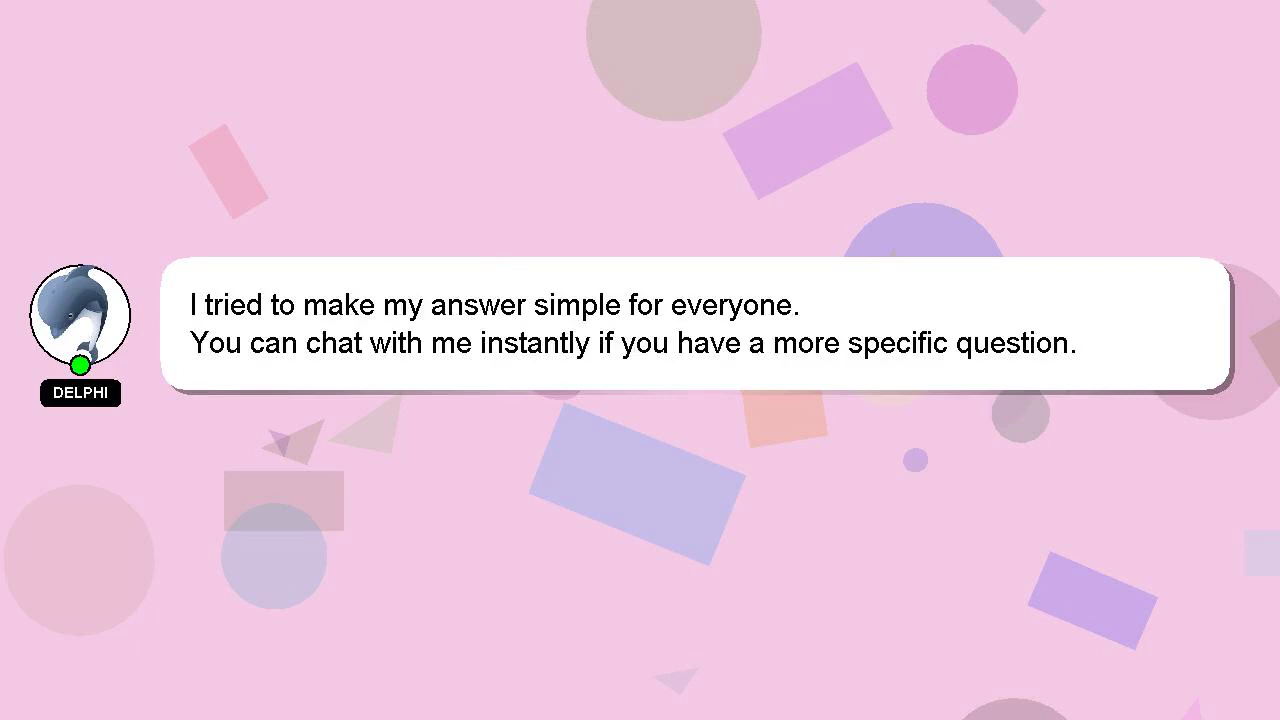 I tried to make my answer simple for everyone.
You can chat with me instantly if you have a more specific question.
DELPHI